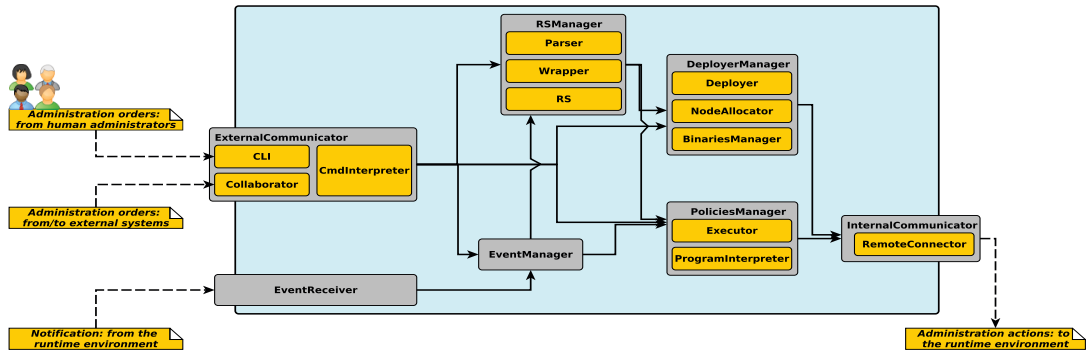 RSManager
Parser
Wrapper
RS
DeployerManager
Deployer
NodeAllocator
BinariesManager
Administration orders:
from human administrators
ExternalCommunicator
CLI
Collaborator
CmdInterpreter
Administration orders:
from/to external systems
PoliciesManager
Executor
ProgramInterpreter
InternalCommunicator
RemoteConnector
EventManager
EventReceiver
Notification: from the
runtime environment
Administration actions: to
the runtime environment